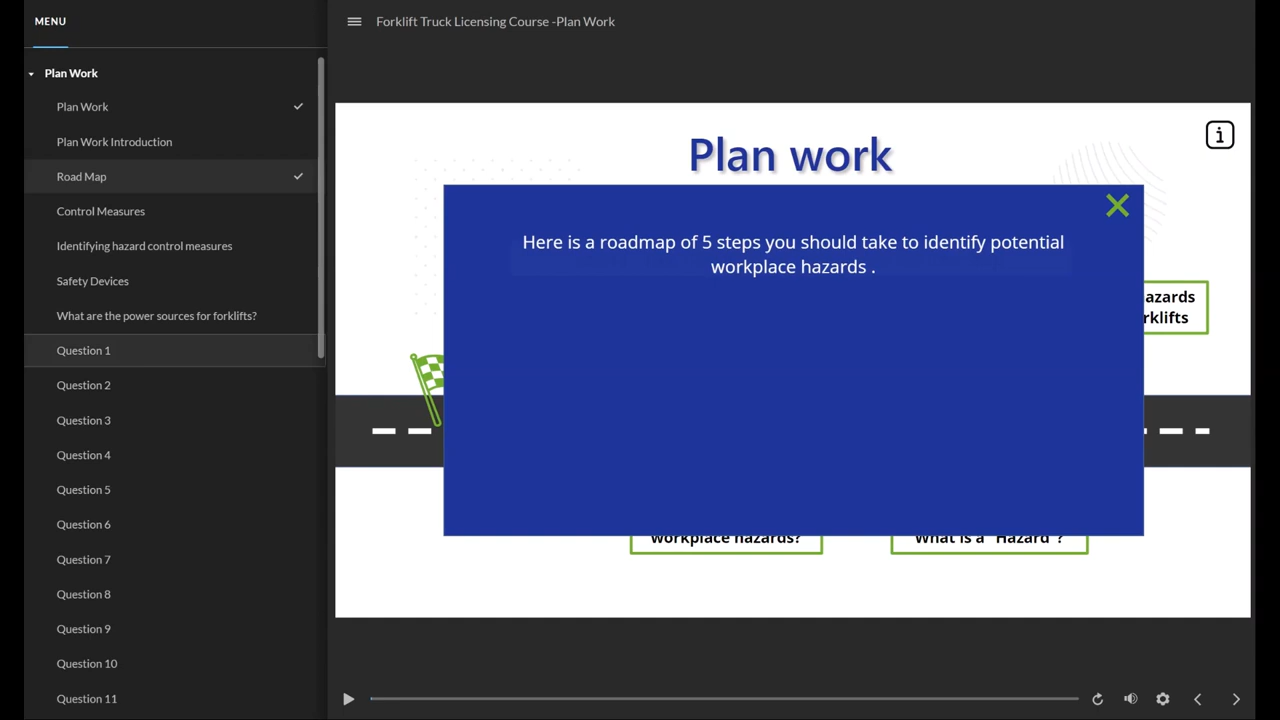 MENU
Forklift Truck Licensing Course -Plan Work
Plan Work
Plan Work
Plan Work Introduction
Road Map
Control Measures
Identifying hazard control measures
Safety Devices
What are the power sources for forklifts?
Question 1
Question 2
Question 3
Question 4
Question 5
Question 6
Question 7
Question 8
Question 9
Question 10
Question 11
Plan work
Here is a roadmap of 5 steps you should take to identify potential
workplace hazards .
azards
rklifts
workplace hazards?
What is a "Hazard"?